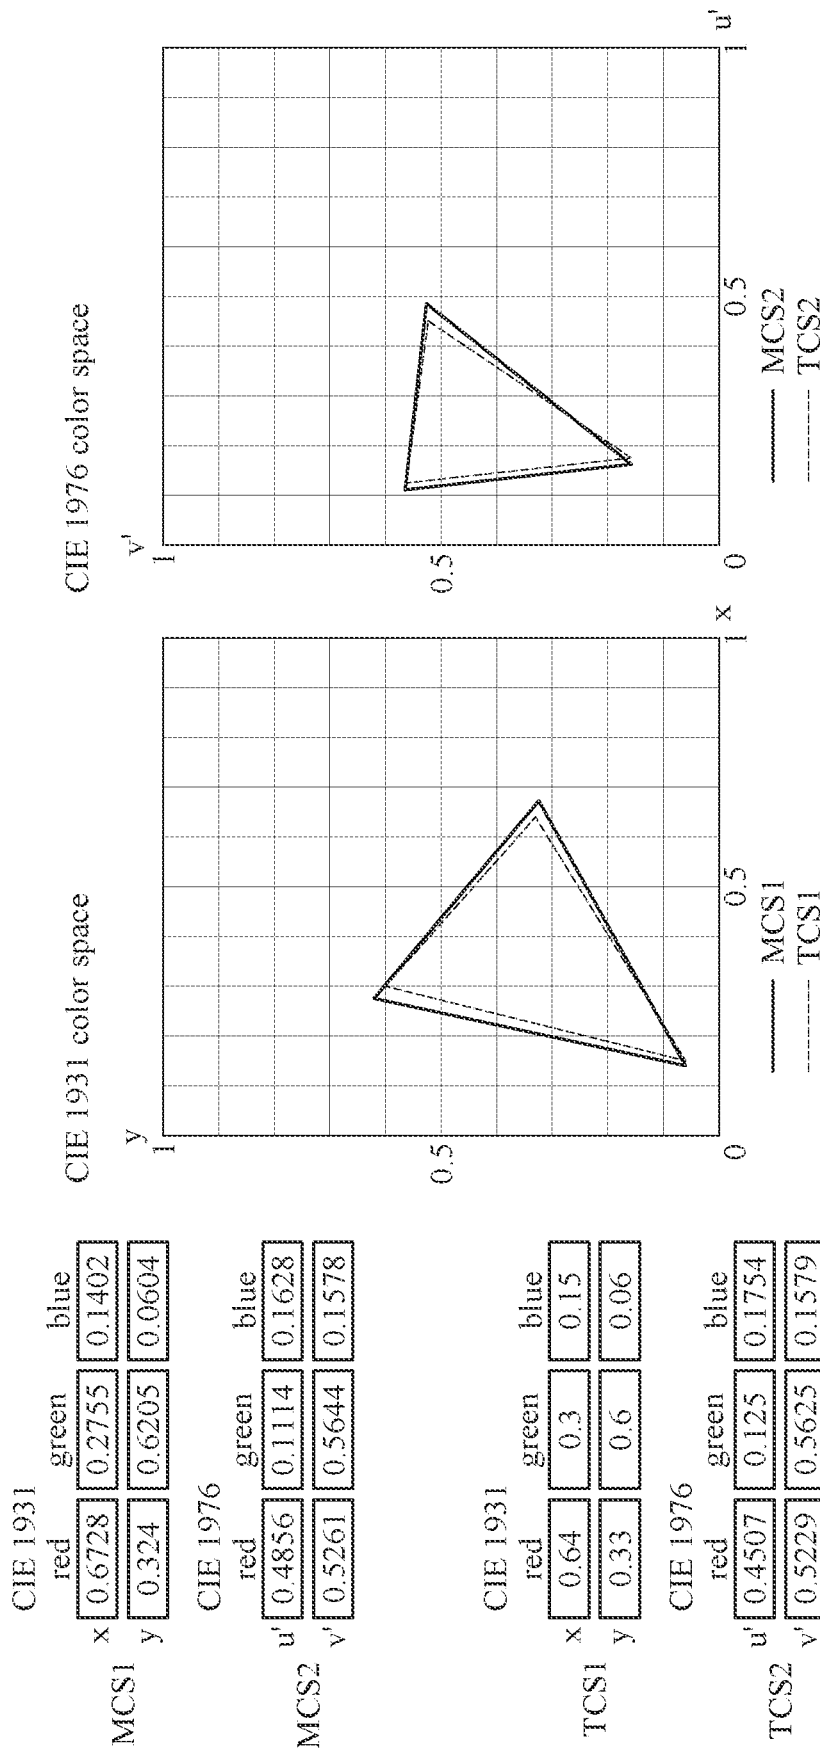 CIE 1931
red green blue
MCS1
x 0.6728 0.2755 0.1402
y 0.324 0.6205 0.0604
CIE 1976
red green blue
MCS2
u' 0.4856 0.1114 0.1628
v' 0.5261 0.5644 0.1578
CIE 1931
red green blue
TCS1
x 0.64 0.3 0.15
y 0.33 0.6 0.06
CIE 1976
red green blue
TCS2
u' 0.4507 0.125 0.1754
v' 0.5229 0.5625 0.1579
CIE 1931 color space
y
1
0.5
0
0.5
1
x
MCS1
TCS1
CIE 1976 color space
v'
1
0.5
0
0.5
1
u'
MCS2
TCS2